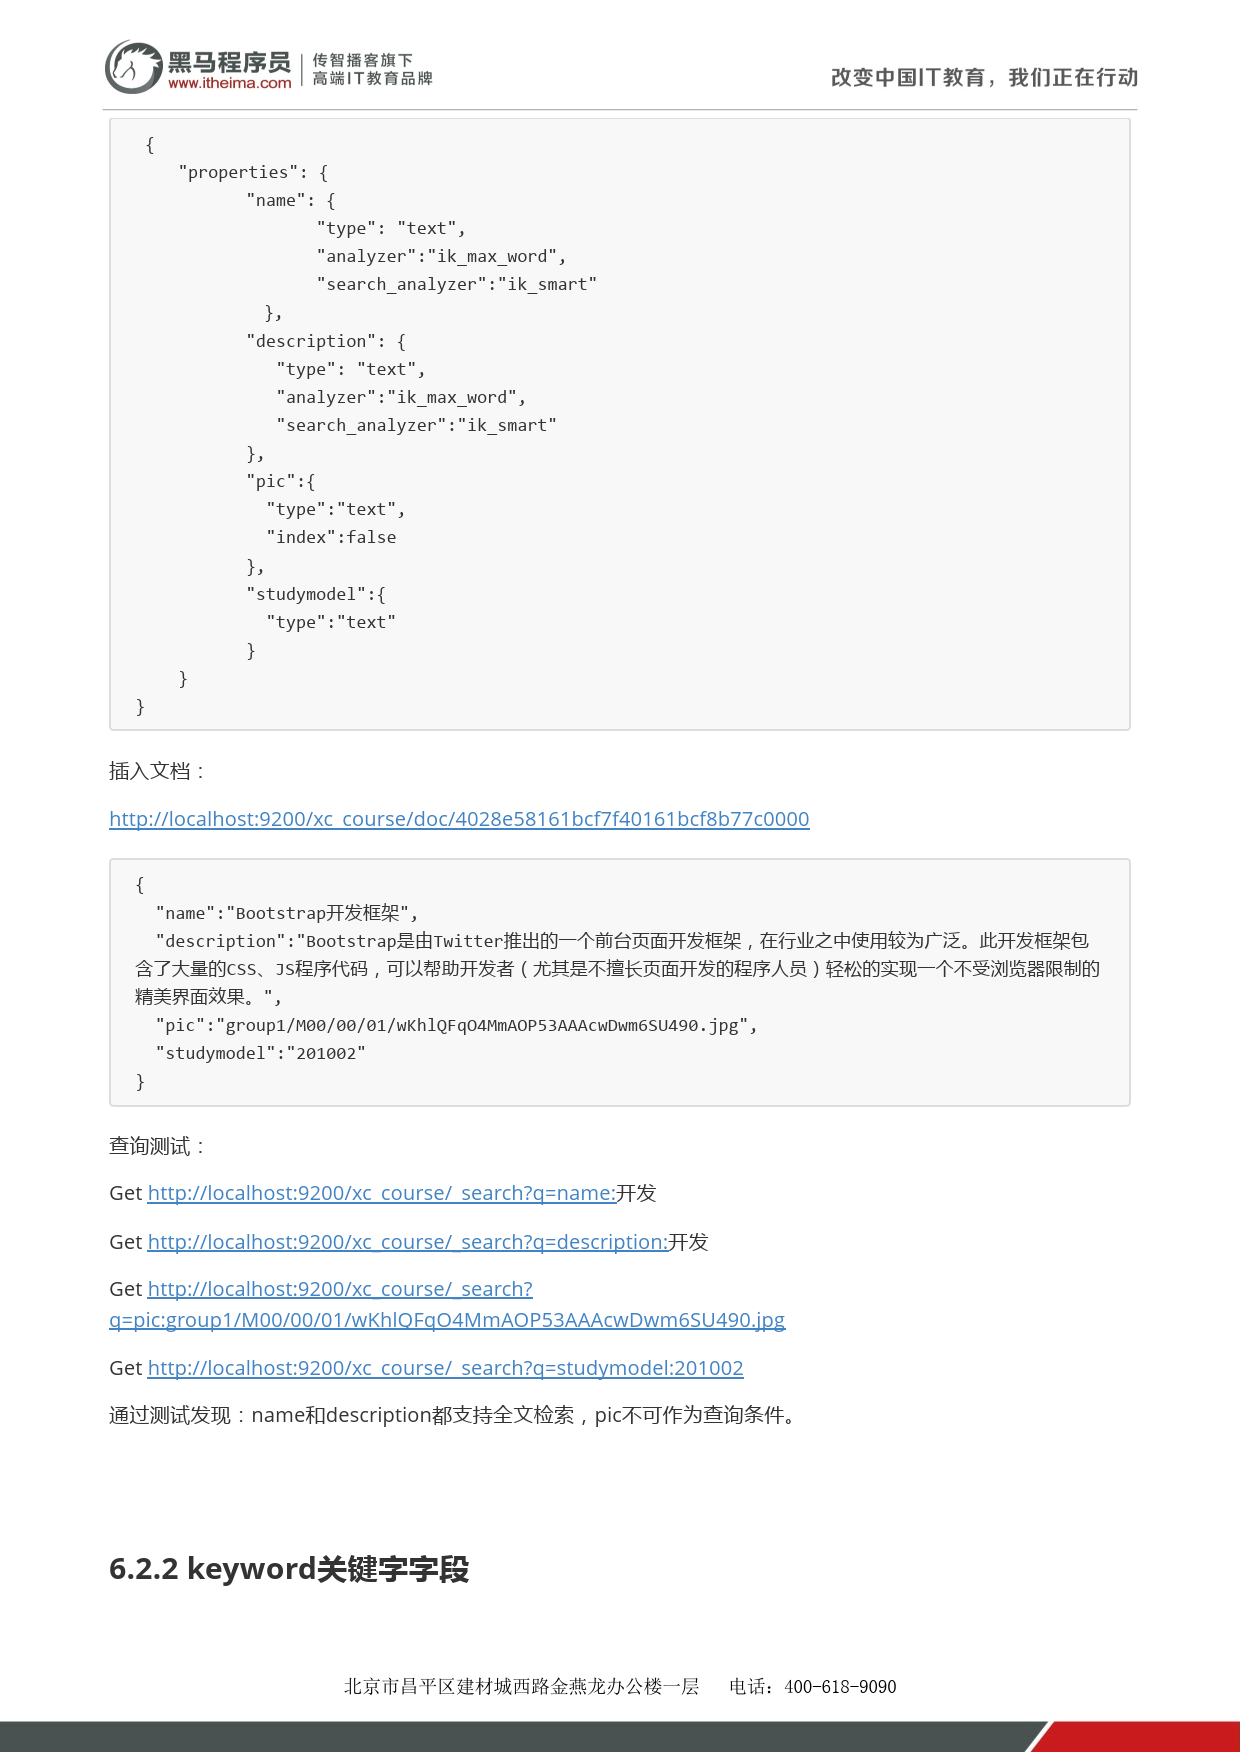 黑马程序员
www.itheima.com
传智播客旗下
高端IT教育品牌
改变中国IT教育，我们正在行动
{
"properties": {
"name": {
"type": "text",
"analyzer":"ik_max_word",
"search_analyzer":"ik_smart"
},
"description": {
"type": "text",
"analyzer":"ik_max_word",
"search_analyzer":"ik_smart"
},
"pic":{
"type":"text",
"index":false
},
"studymodel":{
"type":"text"
}
}
}
插入文档：
http://localhost:9200/xc_course/doc/4028e58161bcf7f40161bcf8b77c0000
{
"name":"Bootstrap开发框架",
"description":"Bootstrap是由Twitter推出的一个前台页面开发框架，在行业之中使用较为广泛。此开发框架包
含了大量的CSS、JS程序代码，可以帮助开发者（尤其是不擅长页面开发的程序人员）轻松的实现一个不受浏览器限制的
精美界面效果。",
"pic":"group1/M00/00/01/wKhlQFqO4MmAOP53AAAcwDwm6SU490.jpg",
"studymodel":"201002"
}
查询测试：
Get http://localhost:9200/xc_course/_search?q=name:开发
Get http://localhost:9200/xc_course/_search?q=description:开发
Get http://localhost:9200/xc_course/_search?
q=pic:group1/M00/00/01/wKhlQFqO4MmAOP53AAAcwDwm6SU490.jpg
Get http://localhost:9200/xc_course/_search?q=studymodel:201002
通过测试发现：name和description都支持全文检索，pic不可作为查询条件。
6.2.2 keyword关键字字段
北京市昌平区建材城西路金燕龙办公楼一层 电话：400-618-9090